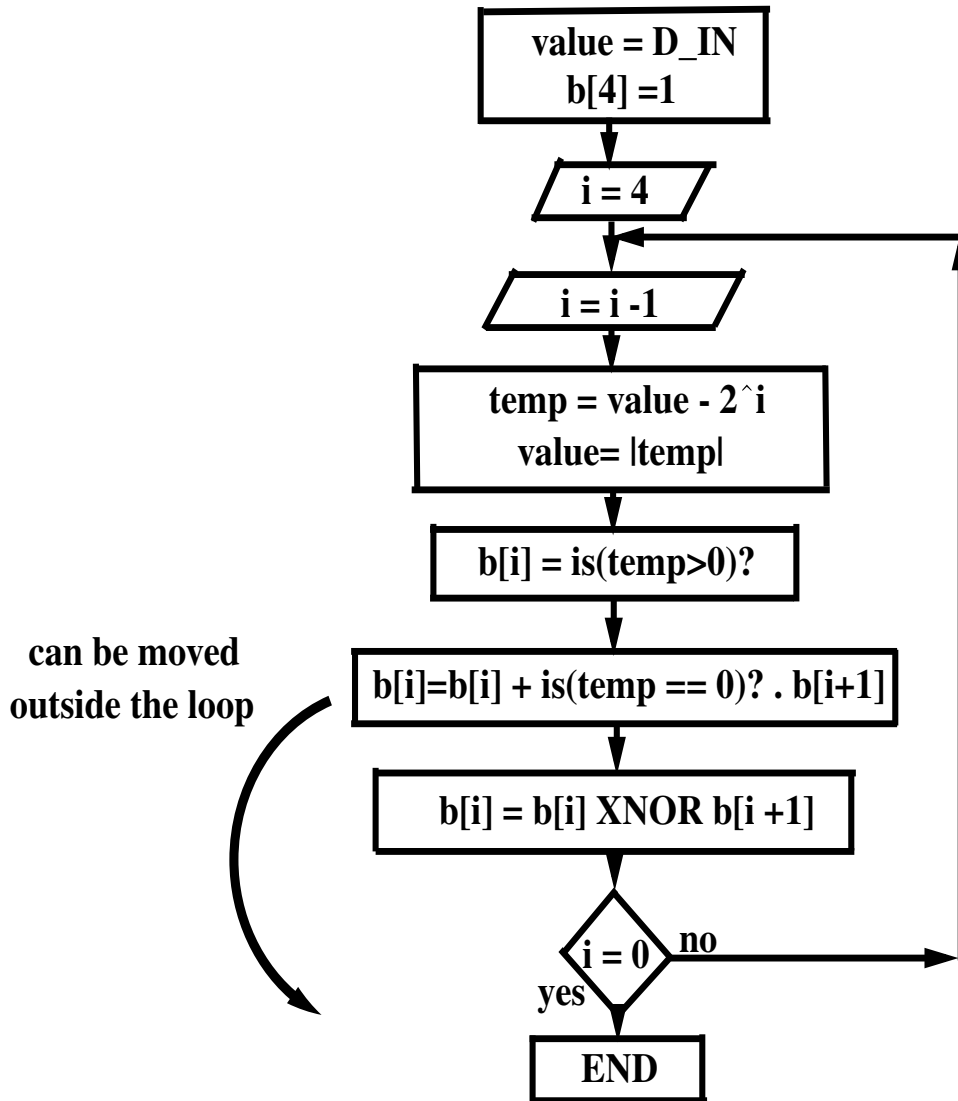 value = D_IN
b[4] =1
i = 4
i = i -1
temp = value - 2^i
value= |temp|
b[i] = is(temp>0)?
can be moved
outside the loop
b[i]=b[i] + is(temp == 0)? . b[i+1]
b[i] = b[i] XNOR b[i +1]
i = 0
no
yes
END